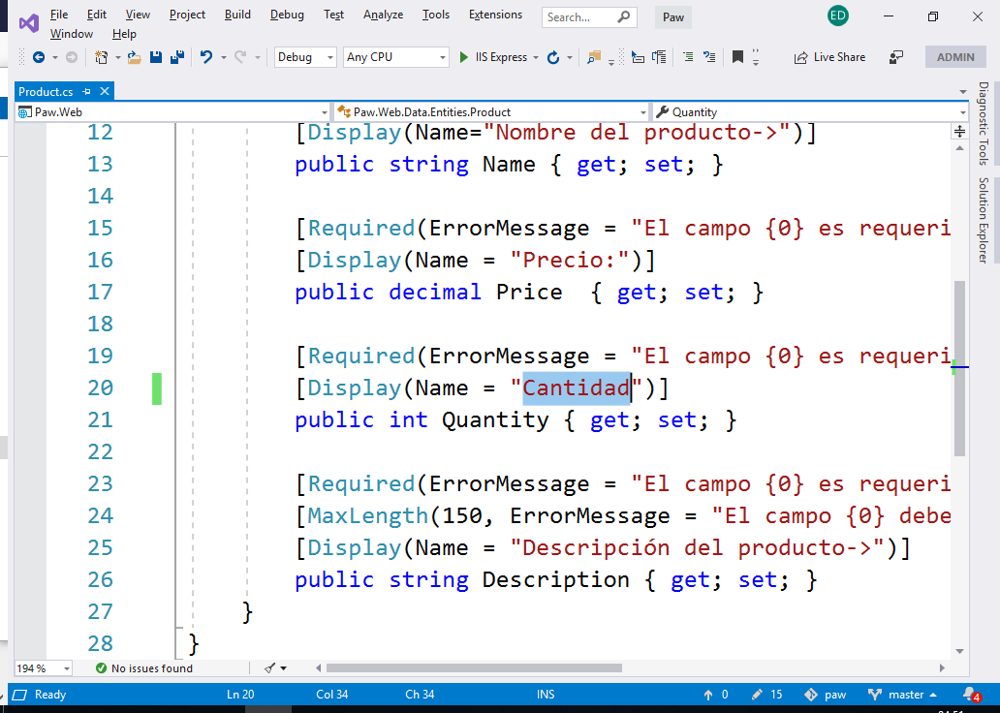 File Edit View Project Build Debug Test Analyze Tools Extensions Search... Paw ED
Window Help
Debug Any CPU IIS Express Live Share ADMIN
Product.cs
Paw.Web Paw.Web.Data.Entities.Product Quantity
12 [Display(Name="Nombre del producto->")]
13 public string Name { get; set; }
14
15 [Required(ErrorMessage = "El campo {0} es requeri
16 [Display(Name = "Precio:")]
17 public decimal Price  { get; set; }
18
19 [Required(ErrorMessage = "El campo {0} es requeri
20 [Display(Name = "Cantidad")]
21 public int Quantity { get; set; }
22
23 [Required(ErrorMessage = "El campo {0} es requeri
24 [MaxLength(150, ErrorMessage = "El campo {0} debe
25 [Display(Name = "Descripción del producto->")]
26 public string Description { get; set; }
27 }
28 }
Diagnostic Tools
Solution Explorer
194 % No issues found
Ready Ln 20 Col 34 Ch 34 INS 0 15 paw master 4